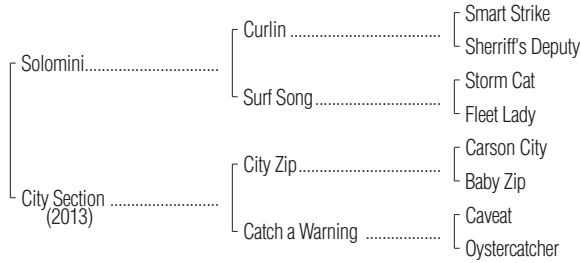 Smart Strike
Curlin
Sherriff's Deputy
Solomini
Storm Cat
Surf Song
Fleet Lady
Carson City
City Zip
Baby Zip
City Section
(2013)
Caveat
Catch a Warning
Oystercatcher